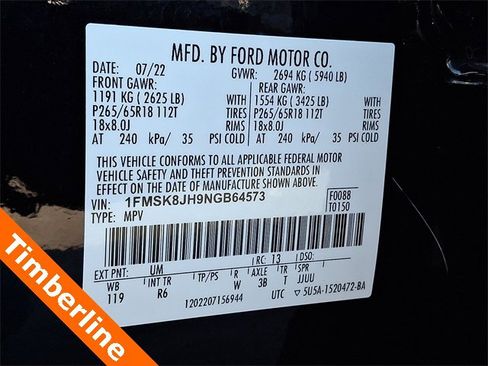 MFD. BY FORD MOTOR CO.
DATE: 07/22 GVWR: 2694 KG (5940 LB)
FRONT GAWR: REAR GAWR:
1191 KG (2625 LB) WITH 1554 KG (3425 LB) WITH
P265/65R18 112T TIRES P265/65R18 112T TIRES
18x8.0J RIMS 18x8.0J RIMS
AT 240 kPa/ 35 PSI COLD AT 240 kPa/ 35 PSI COLD
THIS VEHICLE CONFORMS TO ALL APPLICABLE FEDERAL MOTOR
VEHICLE SAFETY AND THEFT PREVENTION STANDARDS IN
EFFECT ON THE DATE OF MANUFACTURE SHOWN ABOVE.
VIN: 1FMSK8JH9NGB64573 F0088
TYPE: MPV T0150
EXT PNT: UM RC: 13 DSO:
WB INT TR TP/PS R AXLE TR SPR
119 R6 W 3B T JJUU
1202207156944 UTC ▽ 5U5A-1520472-BA
Timberline